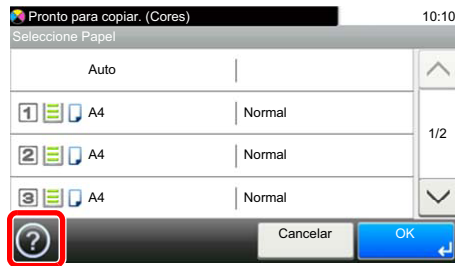 Pronto para copiar. (Cores) 10:10
Seleccione Papel
Auto
1 A4 Normal
1/2
2 A4 Normal
3 A4 Normal
? Cancelar OK